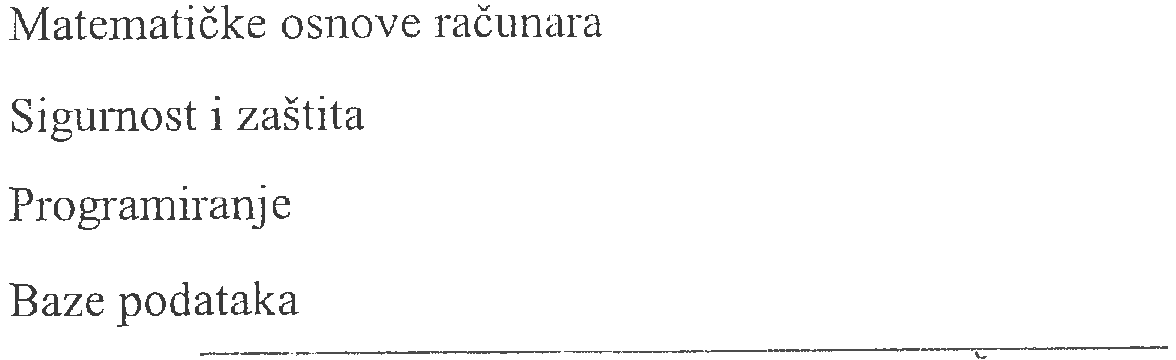 Matematičke osnove računara
Sigurnost i zaštita
Programiranje
Baze podataka